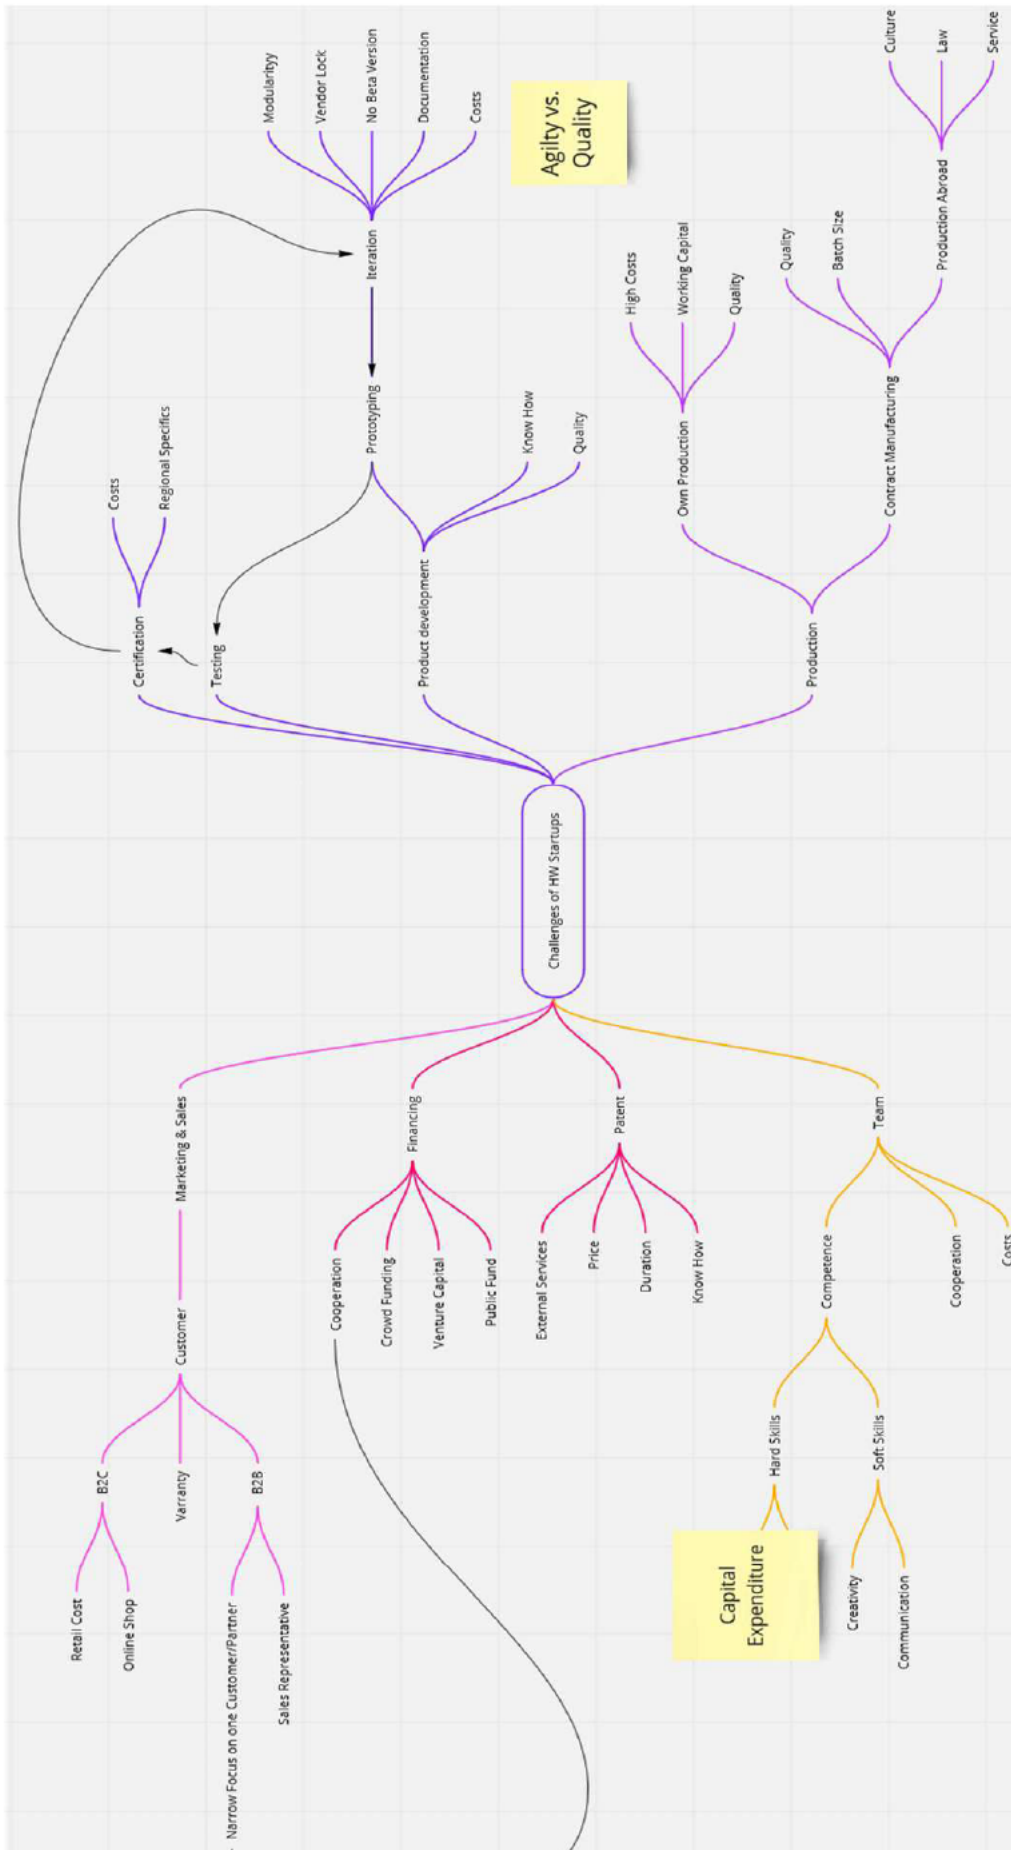 Modularityy
Vendor Lock
No Beta Version
Documentation
Costs
Iteration
Prototyping
Agilty vs.
Quality
Costs
Regional Specifics
Certification
Testing
Know How
Quality
Product development
High Costs
Working Capital
Quality
Own Production
Culture
Law
Service
Production Abroad
Quality
Batch Size
Contract Manufacturing
Production
Challenges of HW Startups
Marketing & Sales
Customer
B2C
Varranty
B2B
Retail Cost
Online Shop
Narrow Focus on one Customer/Partner
Sales Representative
Financing
Cooperation
Crowd Funding
Venture Capital
Public Fund
Patent
External Services
Price
Duration
Know How
Team
Competence
Cooperation
Costs
Hard Skills
Soft Skills
Capital
Expenditure
Creativity
Communication